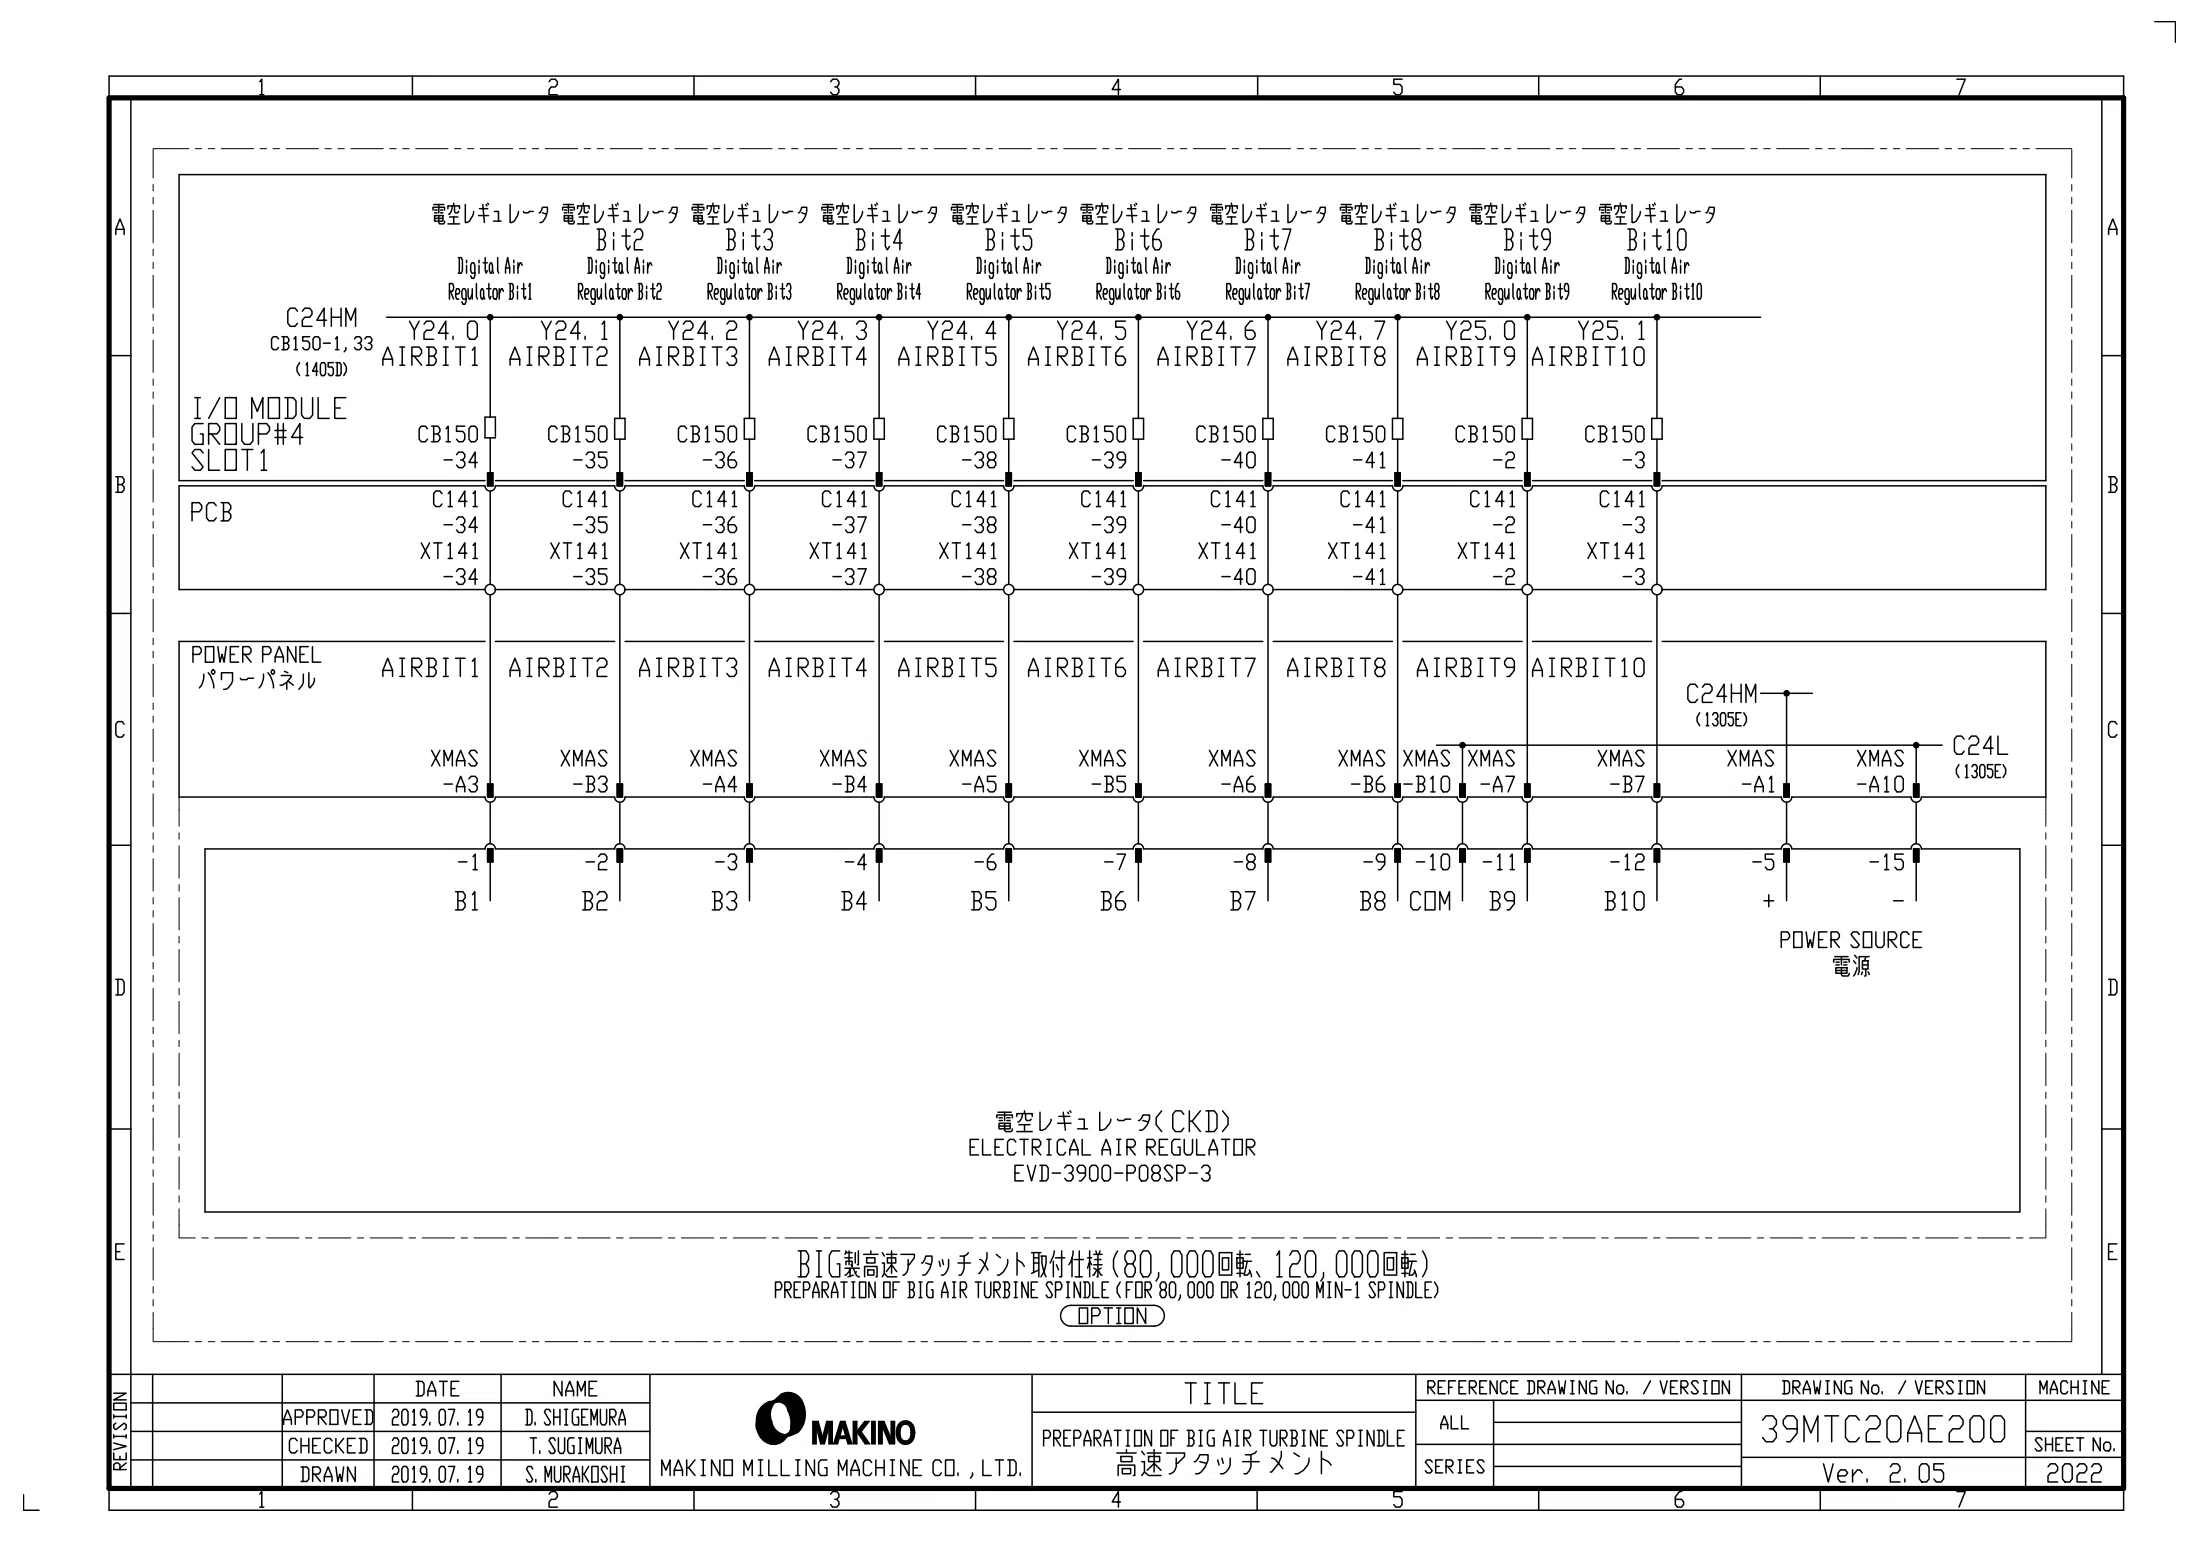 1 2 3 4 5 6 7
電空レギュレータ 電空レギュレータ 電空レギュレータ 電空レギュレータ 電空レギュレータ 電空レギュレータ 電空レギュレータ 電空レギュレータ 電空レギュレータ 電空レギュレータ
A Bit2 Bit3 Bit4 Bit5 Bit6 Bit7 Bit8 Bit9 Bit10 A
Digital Air Digital Air Digital Air Digital Air Digital Air Digital Air Digital Air Digital Air Digital Air Digital Air
Regulator Bit1 Regulator Bit2 Regulator Bit3 Regulator Bit4 Regulator Bit5 Regulator Bit6 Regulator Bit7 Regulator Bit8 Regulator Bit9 Regulator Bit10
C24HM Y24.0 Y24.1 Y24.2 Y24.3 Y24.4 Y24.5 Y24.6 Y24.7 Y25.0 Y25.1
CB150-1,33 AIRBIT1 AIRBIT2 AIRBIT3 AIRBIT4 AIRBIT5 AIRBIT6 AIRBIT7 AIRBIT8 AIRBIT9 AIRBIT10
(1405D)
I/O MODULE
GROUP#4 CB150 CB150 CB150 CB150 CB150 CB150 CB150 CB150 CB150 CB150
SLOT1 -34 -35 -36 -37 -38 -39 -40 -41 -2 -3
B B
PCB C141 C141 C141 C141 C141 C141 C141 C141 C141 C141
-34 -35 -36 -37 -38 -39 -40 -41 -2 -3
XT141 XT141 XT141 XT141 XT141 XT141 XT141 XT141 XT141 XT141
-34 -35 -36 -37 -38 -39 -40 -41 -2 -3
POWER PANEL AIRBIT1 AIRBIT2 AIRBIT3 AIRBIT4 AIRBIT5 AIRBIT6 AIRBIT7 AIRBIT8 AIRBIT9 AIRBIT10
パワーパネル
C24HM
(1305E)
C C
C24L
(1305E)
XMAS XMAS XMAS XMAS XMAS XMAS XMAS XMAS XMAS XMAS XMAS XMAS XMAS
-A3 -B3 -A4 -B4 -A5 -B5 -A6 -B6 -B10 -A7 -B7 -A1 -A10
-1 -2 -3 -4 -6 -7 -8 -9 -10 -11 -12 -5 -15
B1 B2 B3 B4 B5 B6 B7 B8 COM B9 B10 + -
POWER SOURCE
電源
D D
電空レギュレータ(CKD)
ELECTRICAL AIR REGULATOR
EVD-3900-P08SP-3
E E
BIG製高速アタッチメント取付仕様(80,000回転、120,000回転)
PREPARATION OF BIG AIR TURBINE SPINDLE (FOR 80,000 OR 120,000 MIN-1 SPINDLE)
OPTION
REVISION
DATE NAME
APPROVED 2019.07.19 D. SHIGEMURA
CHECKED 2019.07.19 T. SUGIMURA
DRAWN 2019.07.19 S. MURAKOSHI
MAKINO
MAKINO MILLING MACHINE CO., LTD.
TITLE
PREPARATION OF BIG AIR TURBINE SPINDLE
高速アタッチメント
REFERENCE DRAWING No. / VERSION
ALL
SERIES
DRAWING No. / VERSION
39MTC20AE200
Ver. 2.05
MACHINE
SHEET No.
2022
1 2 3 4 5 6 7